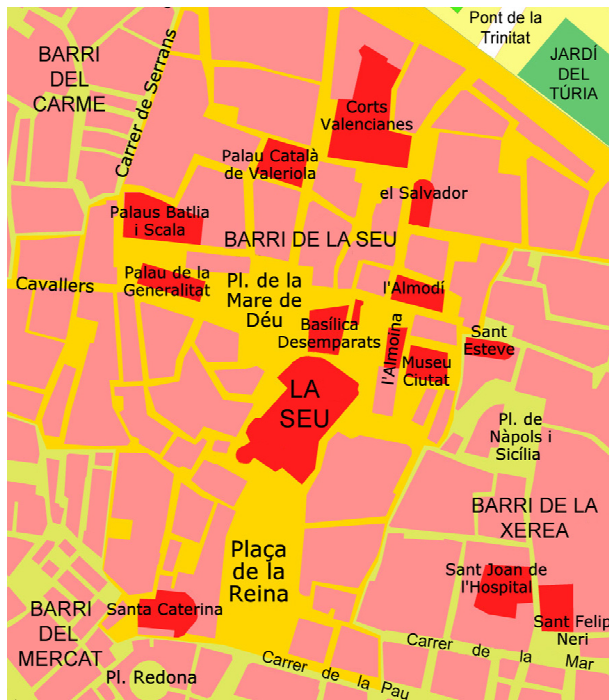 Pont de la
Trinitat
BARRI
DEL
CARME
JARDÍ
DEL
TÚRIA
Carrer de Serrans
Corts
Valencianes
Palau Català
de Valeriola
el Salvador
Palaus Batlia
i Scala
BARRI DE LA SEU
Cavallers
Palau de la
Generalitat
Pl. de la
Mare de
Déu
l'Almodí
Basílica
Desemparats
l'Almoina
Sant
Esteve
Museu
Ciutat
LA
SEU
Pl. de
Nàpols i
Sicília
BARRI DE LA
XEREA
Plaça
de la
Reina
Sant Joan de
l'Hospital
Santa Caterina
BARRI
DEL
MERCAT
Sant Felip
Neri
Carrer de la Mar
Carrer de la Pau
Pl. Redona